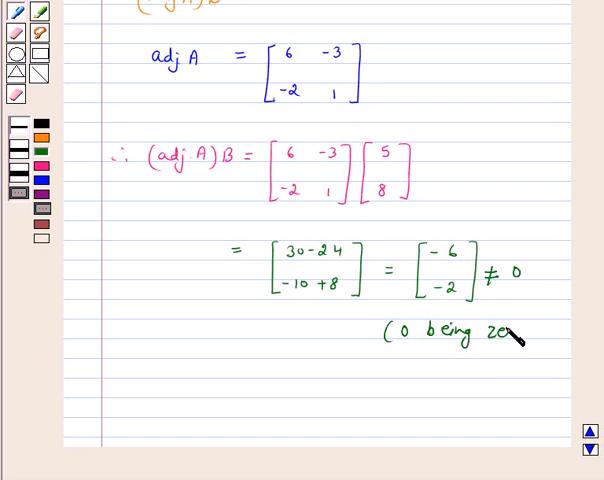 (adj A) B
adj A = [ 6 -3
-2 1 ]
∴ (adj A) B = [ 6 -3
-2 1 ] [ 5
8 ]
= [ 30-24
-10 +8 ] = [ - 6
-2 ] ≠ 0
( 0 being ze